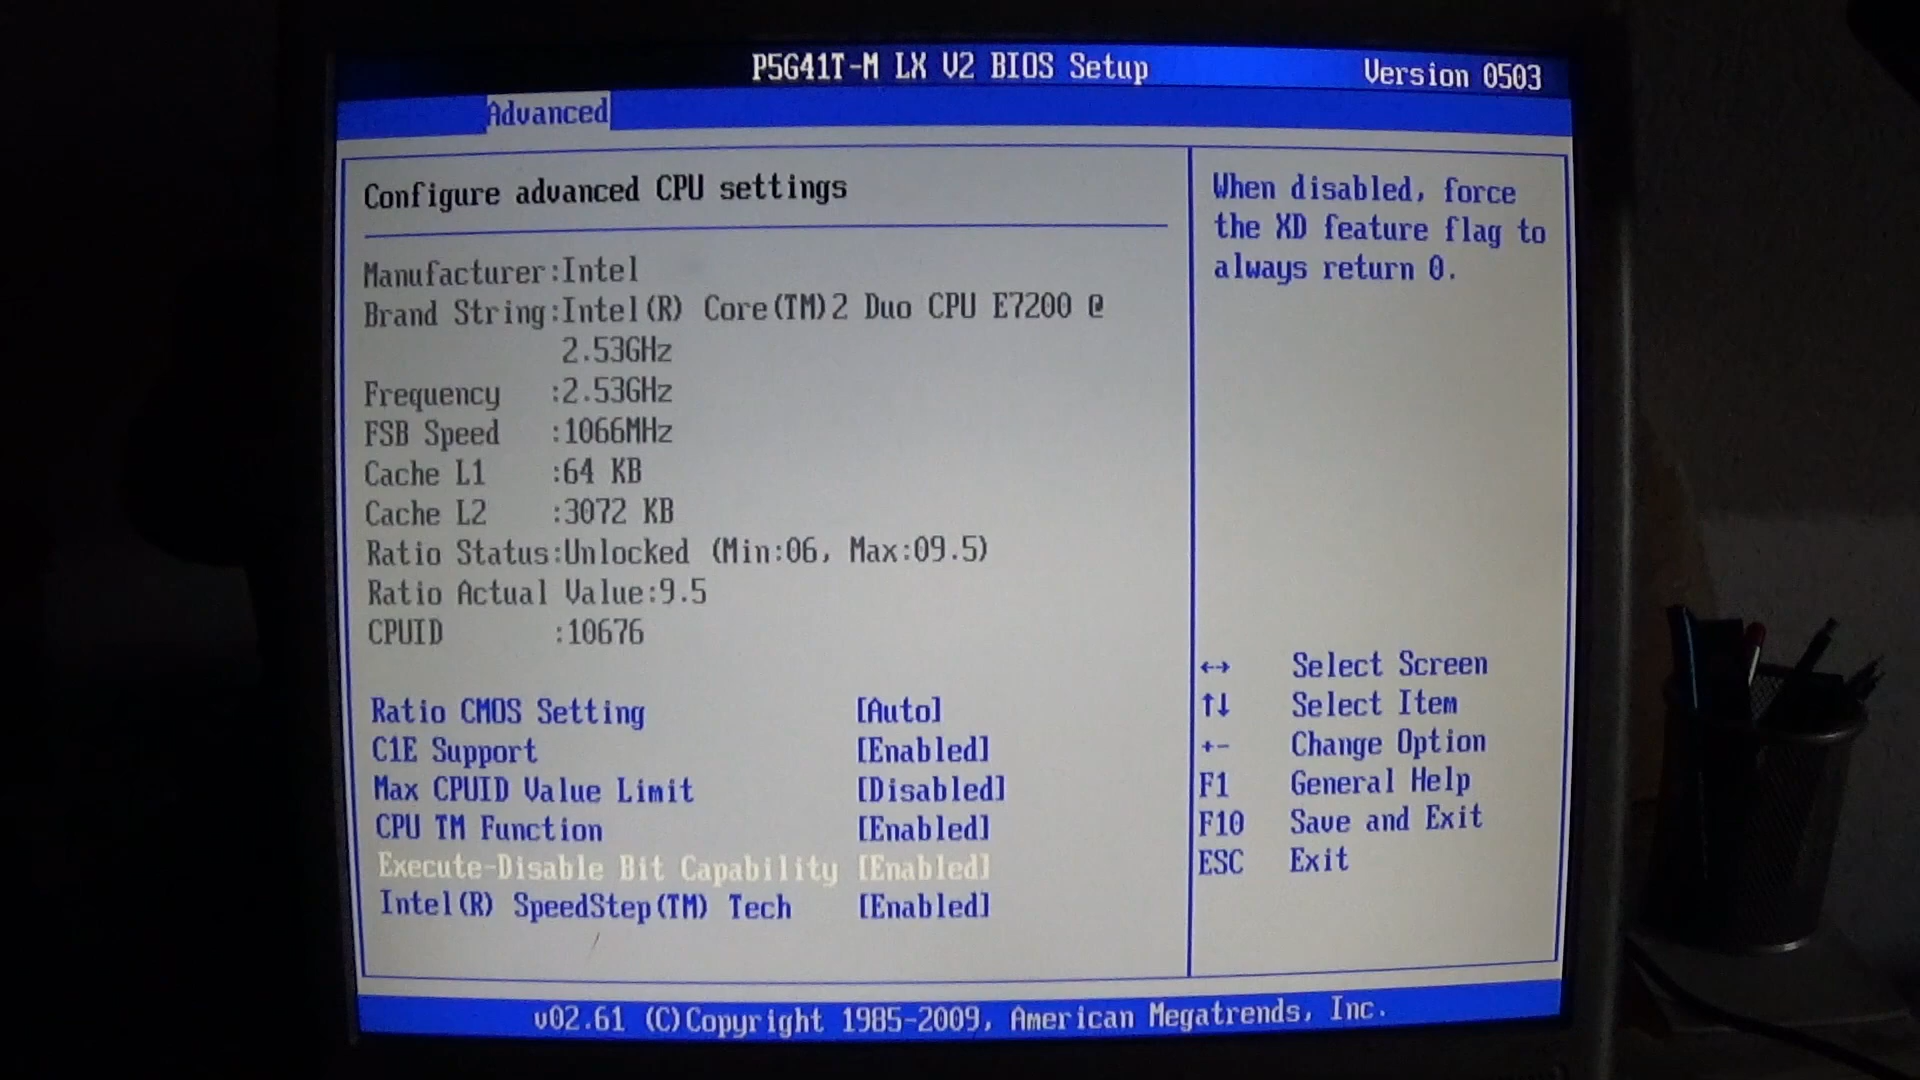 P5G41T-M LX V2 BIOS Setup Version 0503
Advanced
Configure advanced CPU settings
Manufacturer:Intel
Brand String:Intel(R) Core(TM)2 Duo CPU E7200 @
2.53GHz
Frequency :2.53GHz
FSB Speed :1066MHz
Cache L1 :64 KB
Cache L2 :3072 KB
Ratio Status:Unlocked (Min:06, Max:09.5)
Ratio Actual Value:9.5
CPUID :10676
Ratio CMOS Setting [Auto]
C1E Support [Enabled]
Max CPUID Value Limit [Disabled]
CPU TM Function [Enabled]
Execute-Disable Bit Capability [Enabled]
Intel(R) SpeedStep(TM) Tech [Enabled]
When disabled, force
the XD feature flag to
always return 0.
↔ Select Screen
↑↓ Select Item
+- Change Option
F1 General Help
F10 Save and Exit
ESC Exit
v02.61 (C)Copyright 1985-2009, American Megatrends, Inc.